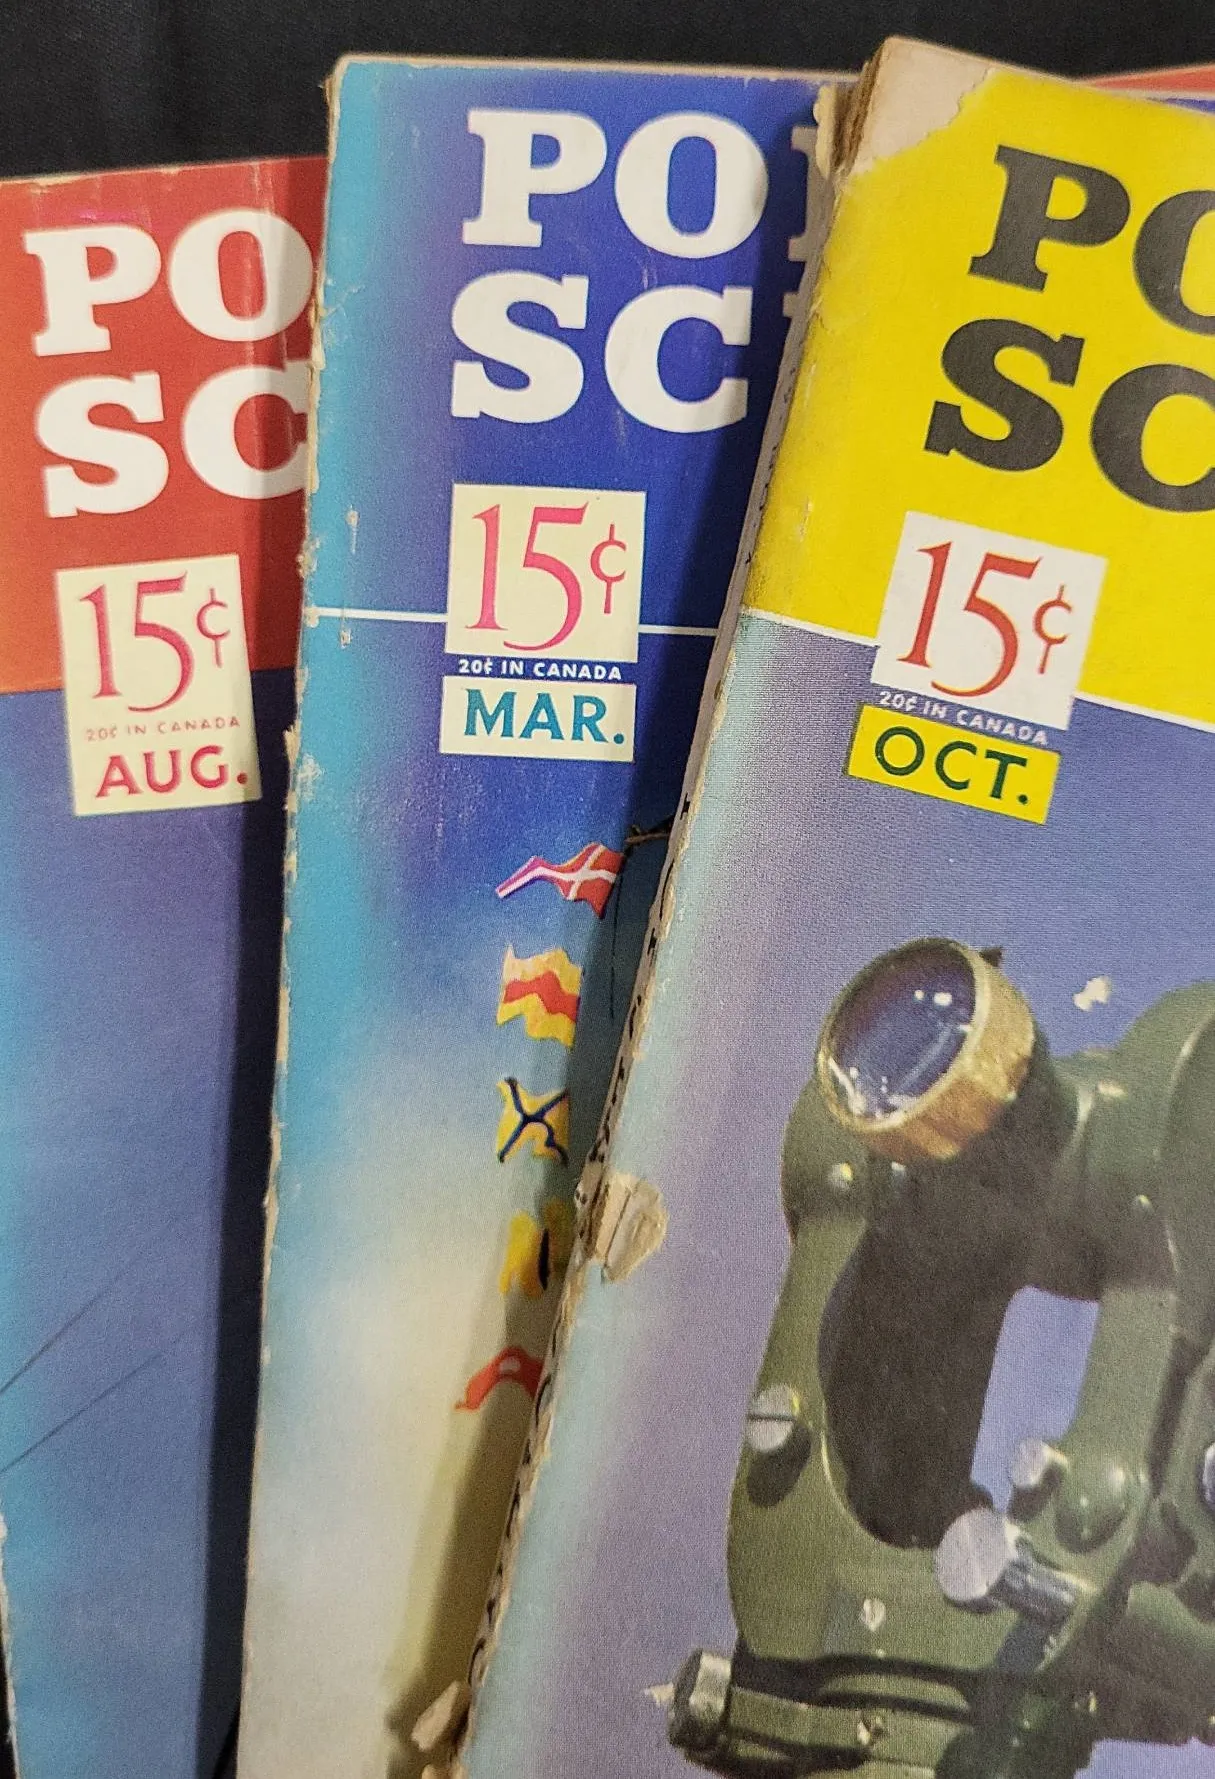 PO
SC
15¢
20¢ IN CANADA
AUG.
PO
SC
15¢
20¢ IN CANADA
MAR.
PO
SC
15¢
20¢ IN CANADA
OCT.